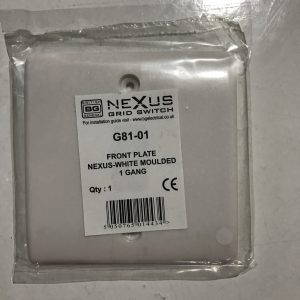 BG
NEXUS
GRID SWITCH
For installation guide visit - www.bgelectrical.co.uk
G81-01
FRONT PLATE
NEXUS-WHITE MOULDED
1 GANG
Qty : 1
CE